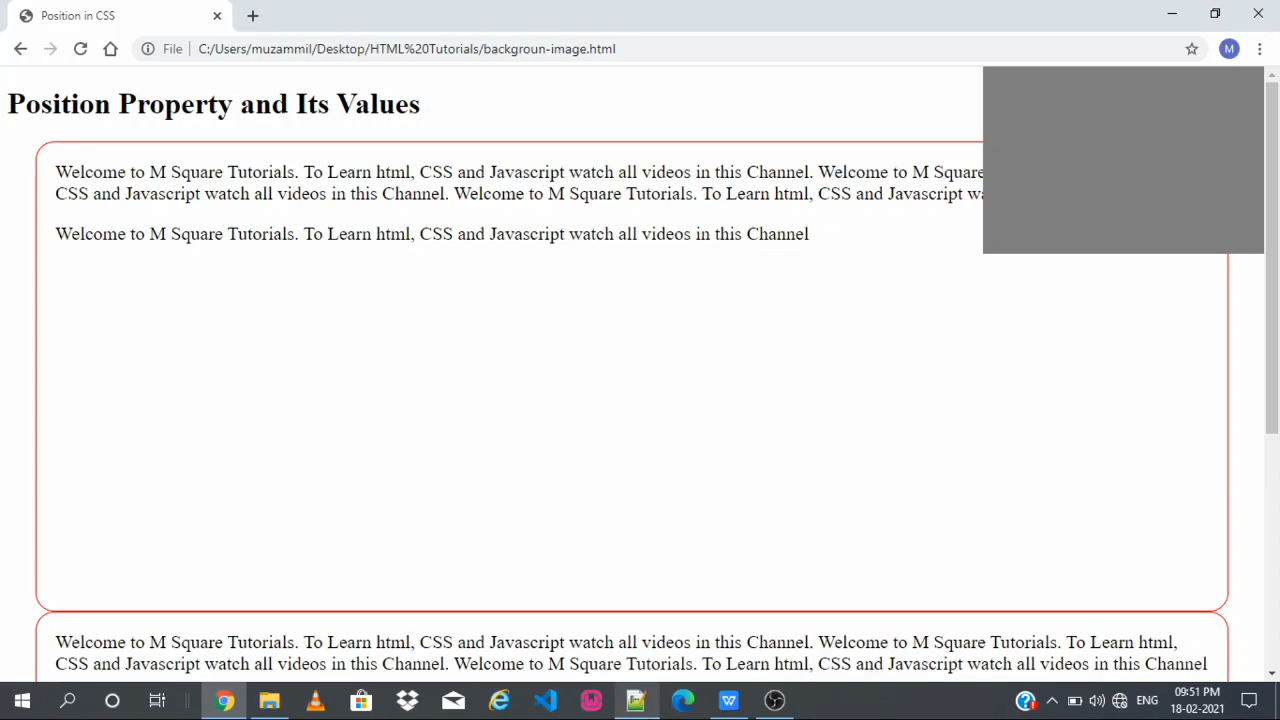 Position in CSS
File
C:/Users/muzammil/Desktop/HTML%20Tutorials/backgroun-image.html
M
Position Property and Its Values
Welcome to M Square Tutorials. To Learn html, CSS and Javascript watch all videos in this Channel. Welcome to M Square
CSS and Javascript watch all videos in this Channel. Welcome to M Square Tutorials. To Learn html, CSS and Javascript
Welcome to M Square Tutorials. To Learn html, CSS and Javascript watch all videos in this Channel
Welcome to M Square Tutorials. To Learn html, CSS and Javascript watch all videos in this Channel. Welcome to M Square Tutorials. To Learn html,
CSS and Javascript watch all videos in this Channel. Welcome to M Square Tutorials. To Learn html, CSS and Javascript watch all videos in this Channel
ENG
09:51 PM
18-02-2021